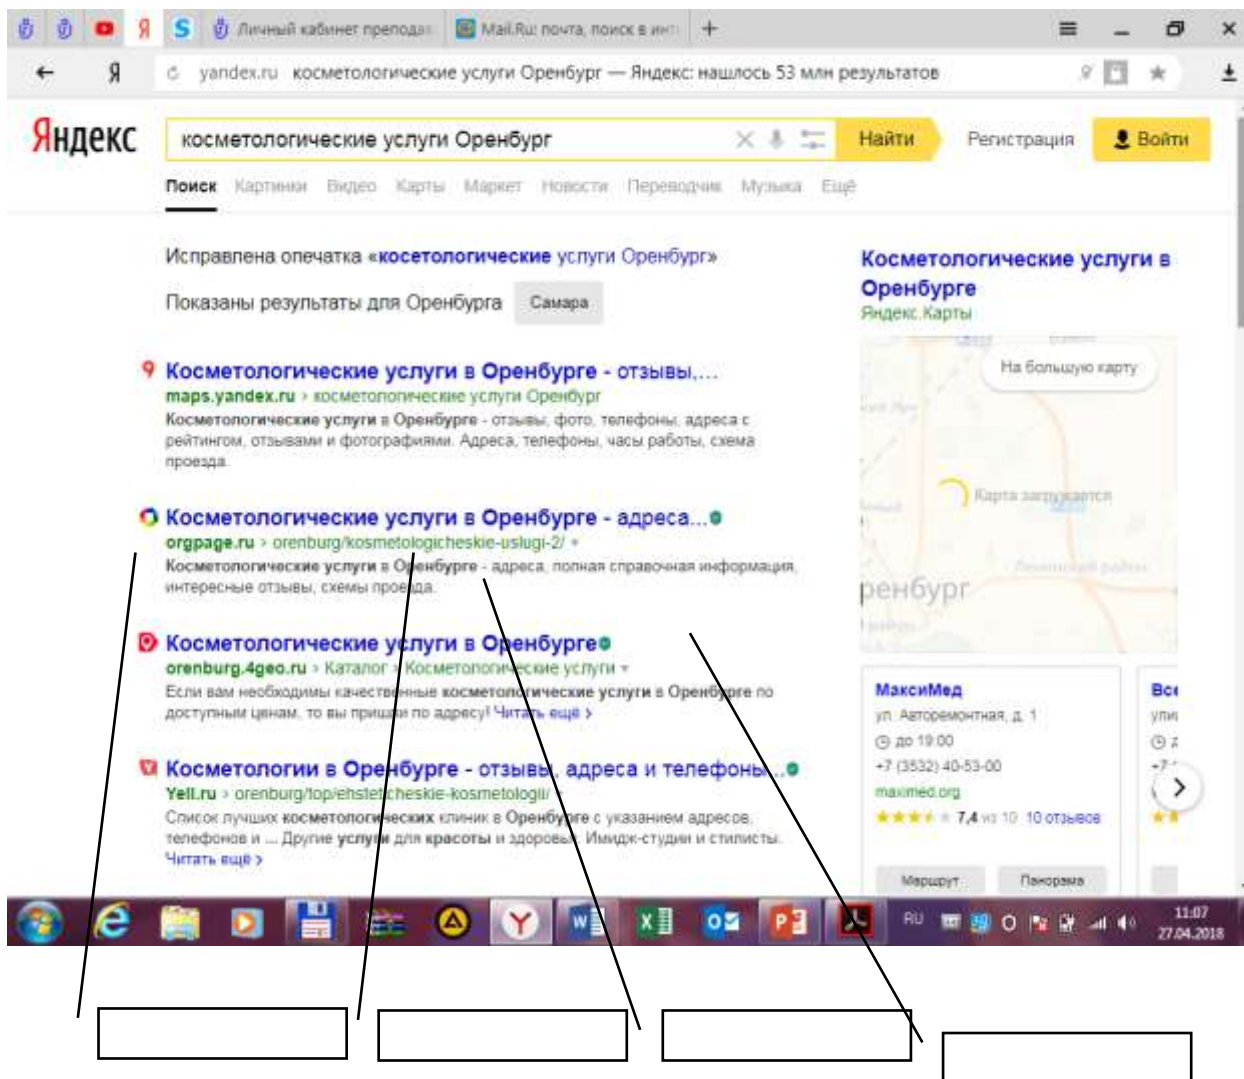 Личный кабинет препода
Mail.Ru: почта, поиск в инт
yandex.ru косметологические услуги Оренбург — Яндекс: нашлось 53 млн результатов
Яндекс
косметологические услуги Оренбург
Найти
Регистрация
Войти
Поиск Картинки Видео Карты Маркет Новости Переводчик Музыка Ещё
Исправлена опечатка «косетологические услуги Оренбург»
Показаны результаты для Оренбурга Самара
Косметологические услуги в Оренбурге - отзывы,...
maps.yandex.ru › косметологические услуги Оренбург
Косметологические услуги в Оренбурге - отзывы, фото, телефоны, адреса с
рейтингом, отзывами и фотографиями. Адреса, телефоны, часы работы, схема
проезда.
Косметологические услуги в Оренбурге - адреса...
orgpage.ru › orenburg/kosmetologicheskie-uslugi-2/
Косметологические услуги в Оренбурге - адреса, полная справочная информация,
интересные отзывы, схемы проезда.
Косметологические услуги в Оренбурге
orenburg.4geo.ru › Каталог › Косметологические услуги
Если вам необходимы качественные косметологические услуги в Оренбурге по
доступным ценам, то вы пришли по адресу! Читать ещё ›
Косметологии в Оренбурге - отзывы, адреса и телефоны...
Yell.ru › orenburg/top/ehsteticheskie-kosmetologii/
Список лучших косметологических клиник в Оренбурге с указанием адресов,
телефонов и ... Другие услуги для красоты и здоровья. Имидж-студии и стилисты.
Читать ещё ›
Косметологические услуги в
Оренбурге
Яндекс.Карты
На большую карту
Карта загружается
Ленинский район
ренбург
МаксиМед
ул. Авторемонтная, д. 1
до 19:00
+7 (3532) 40-53-00
maximed.org
7,4 из 10 10 отзывов
Маршрут Панорама
Все
RU
11:07
27.04.2018